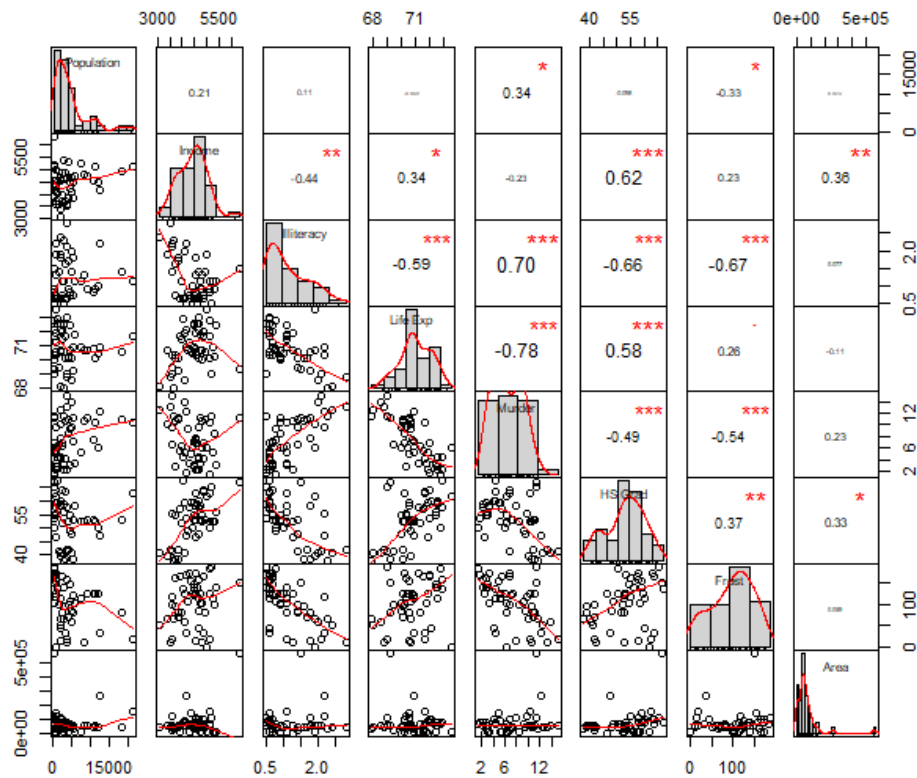 3000 5500 68 71 40 55 0e+00 5e+05
Population 0.21 0.11 * 0.34 * -0.33 0 15000
3000 5500 Income ** -0.44 * 0.34 -0.23 *** 0.62 0.23 ** 0.36
Illiteracy *** -0.59 *** 0.70 *** -0.66 *** -0.67 0.077 0.5 2.0
68 71 Life Exp *** -0.78 *** 0.58 . 0.26 -0.11
Murder *** -0.49 *** -0.54 0.23 2 6 12
40 55 HS Grad ** 0.37 * 0.33
Frost 0 100
0e+00 5e+05 Area
0 15000 0.5 2.0 2 6 12 0 100